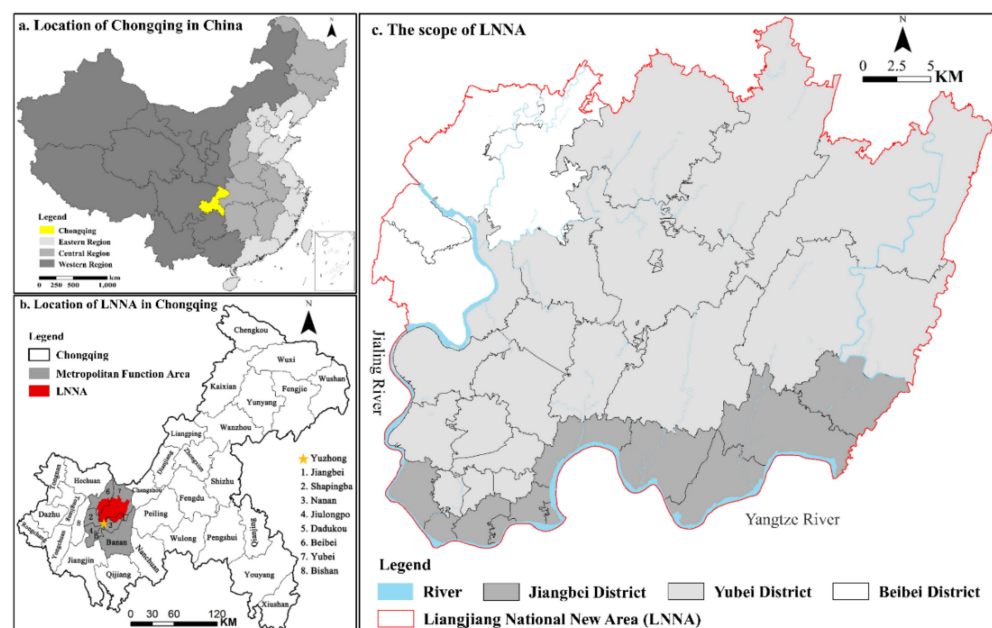 a. Location of Chongqing in China
N
Legend
Chongqing
Eastern Region
Central Region
Western Region
0 250 500 1,000 km
b. Location of LNNA in Chongqing
N
Legend
Chongqing
Metropolitan Function Area
LNNA
Chengkou
Wuxi
Wushan
Kaixian
Fengjie
Yunyang
Wanzhou
Liangping
Shizhu
Hechuan
Fengdu
Dazhu
Peiling
Banan
Wulong
Pengshui
Nanchuan
Jiangjin
Qijiang
Youyang
Xiushan
Yuzhong
1. Jiangbei
2. Shapingba
3. Nanan
4. Jiulongpo
5. Dadukou
6. Beibei
7. Yubei
8. Bishan
0 30 60 120
KM
c. The scope of LNNA
N
0 2.5 5
KM
Jialing River
Yangtze River
Legend
River
Jiangbei District
Yubei District
Beibei District
Liangjiang National New Area (LNNA)